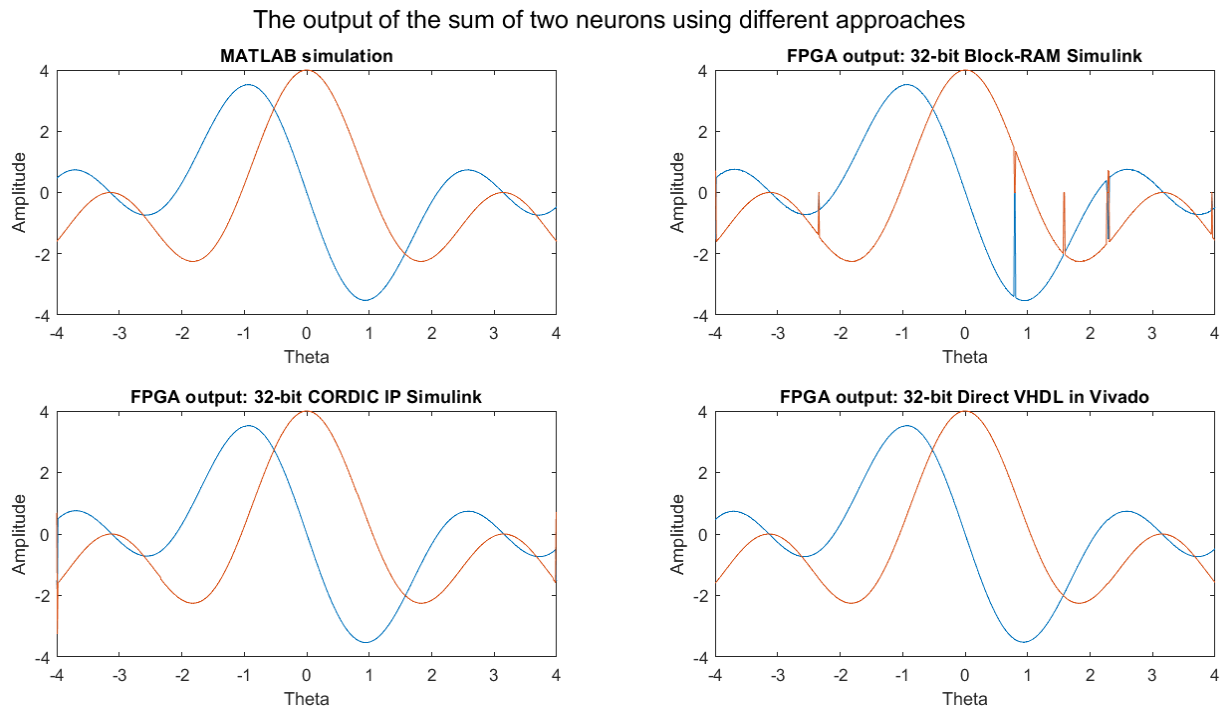 The output of the sum of two neurons using different approaches
MATLAB simulation
4
2
0
-2
-4
Amplitude
-4 -3 -2 -1 0 1 2 3 4
Theta
FPGA output: 32-bit Block-RAM Simulink
4
2
0
-2
-4
Amplitude
-4 -3 -2 -1 0 1 2 3 4
Theta
FPGA output: 32-bit CORDIC IP Simulink
4
2
0
-2
-4
Amplitude
-4 -3 -2 -1 0 1 2 3 4
Theta
FPGA output: 32-bit Direct VHDL in Vivado
4
2
0
-2
-4
Amplitude
-4 -3 -2 -1 0 1 2 3 4
Theta